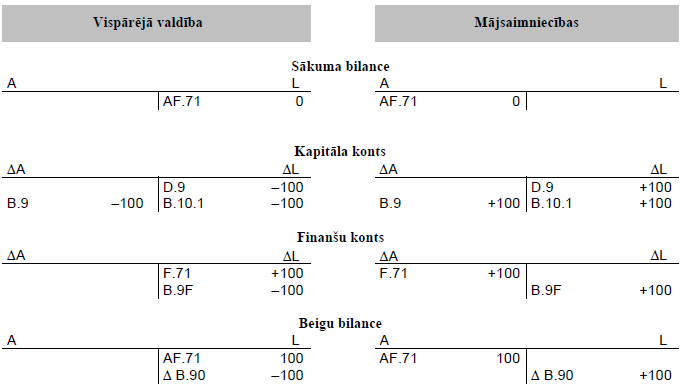 Vispārējā valdība Mājsaimniecības
Sākuma bilance
A L A L
AF.71 0 AF.71 0
Kapitāla konts
ΔA ΔL ΔA ΔL
D.9 –100 D.9 +100
B.9 –100 B.10.1 –100 B.9 +100 B.10.1 +100
Finanšu konts
ΔA ΔL ΔA ΔL
F.71 +100 F.71 +100
B.9F –100 B.9F +100
Beigu bilance
A L A L
AF.71 100 AF.71 100
Δ B.90 –100 Δ B.90 +100